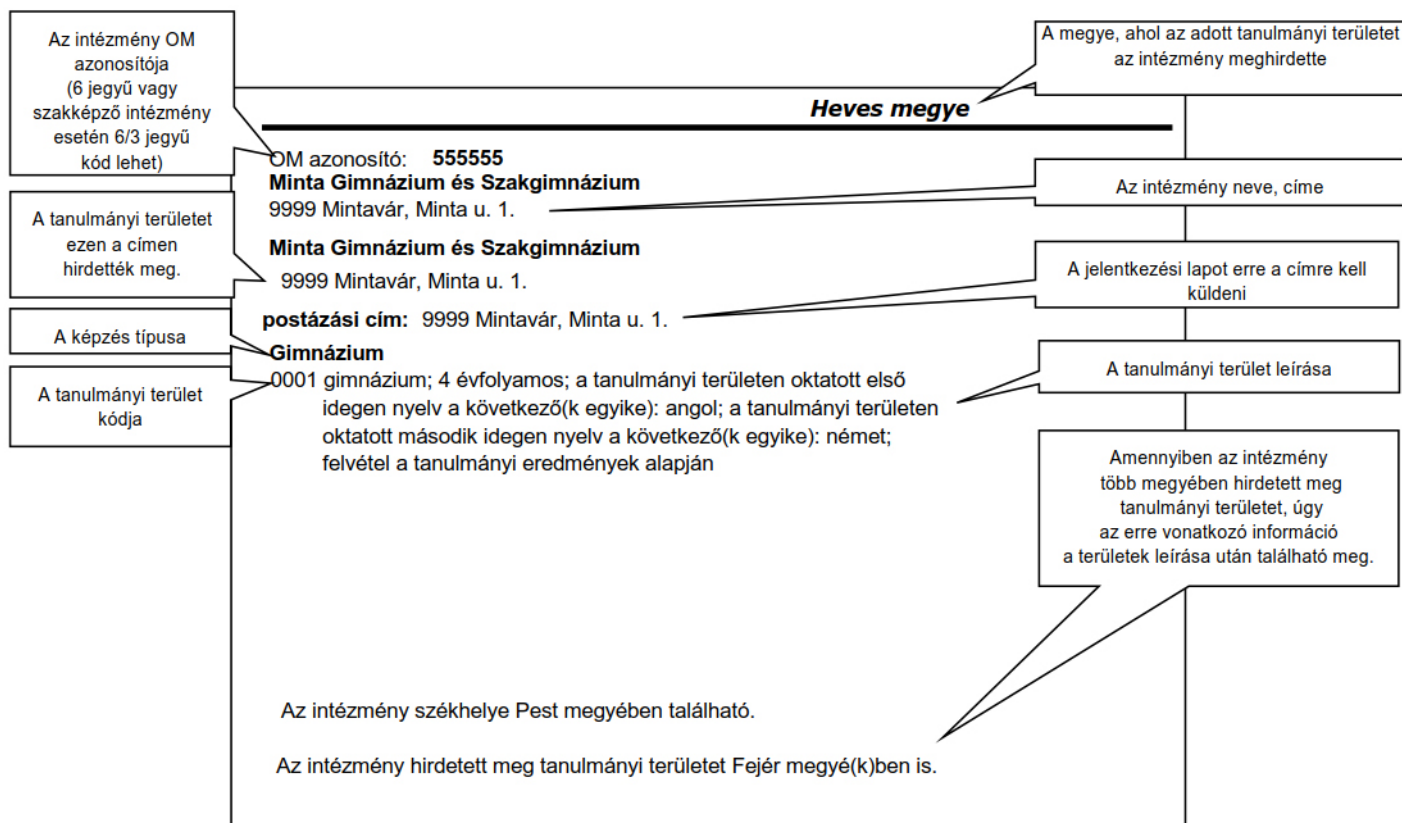 Az intézmény OM
azonosítója
(6 jegyű vagy
szakképző intézmény
esetén 6/3 jegyű
kód lehet)
A megye, ahol az adott tanulmányi területet
az intézmény meghirdette
Heves megye
OM azonosító: 555555
Minta Gimnázium és Szakgimnázium
9999 Mintavár, Minta u. 1.
Az intézmény neve, címe
A tanulmányi területet
ezen a címen
hirdették meg.
Minta Gimnázium és Szakgimnázium
9999 Mintavár, Minta u. 1.
A jelentkezési lapot erre a címre kell
küldeni
postázási cím: 9999 Mintavár, Minta u. 1.
A képzés típusa
Gimnázium
A tanulmányi terület
kódja
0001 gimnázium; 4 évfolyamos; a tanulmányi területen oktatott első
idegen nyelv a következő(k egyike): angol; a tanulmányi területen
oktatott második idegen nyelv a következő(k egyike): német;
felvétel a tanulmányi eredmények alapján
A tanulmányi terület leírása
Amennyiben az intézmény
több megyében hirdetett meg
tanulmányi területet, úgy
az erre vonatkozó információ
a területek leírása után található meg.
Az intézmény székhelye Pest megyében található.
Az intézmény hirdetett meg tanulmányi területet Fejér megyé(k)ben is.